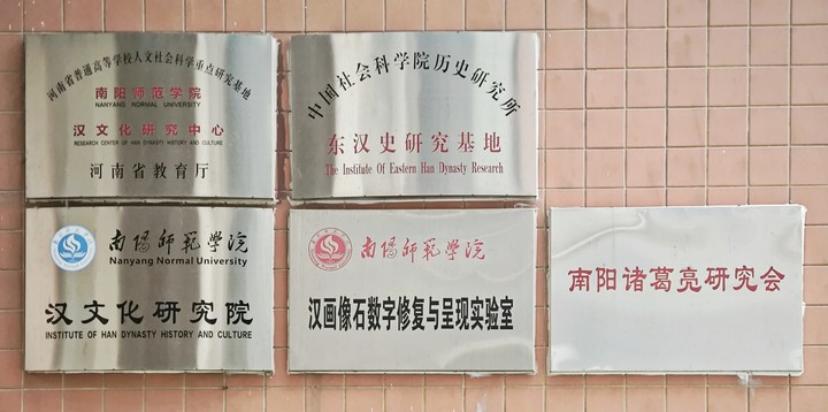 河南省普通高等学校人文社会科学重点研究基地
南阳师范学院
NANYANG NORMAL UNIVERSITY
汉文化研究中心
RESEARCH CENTER OF HAN DYNASTY HISTORY AND CULTURE
河南省教育厅
中国社会科学院历史研究所
东汉史研究基地
The Institute Of Eastern Han Dynasty Research
南阳师范学院
Nanyang Normal University
汉文化研究院
INSTITUTE OF HAN DYNASTY HISTORY AND CULTURE
南阳师范学院
汉画像石数字修复与呈现实验室
南阳诸葛亮研究会